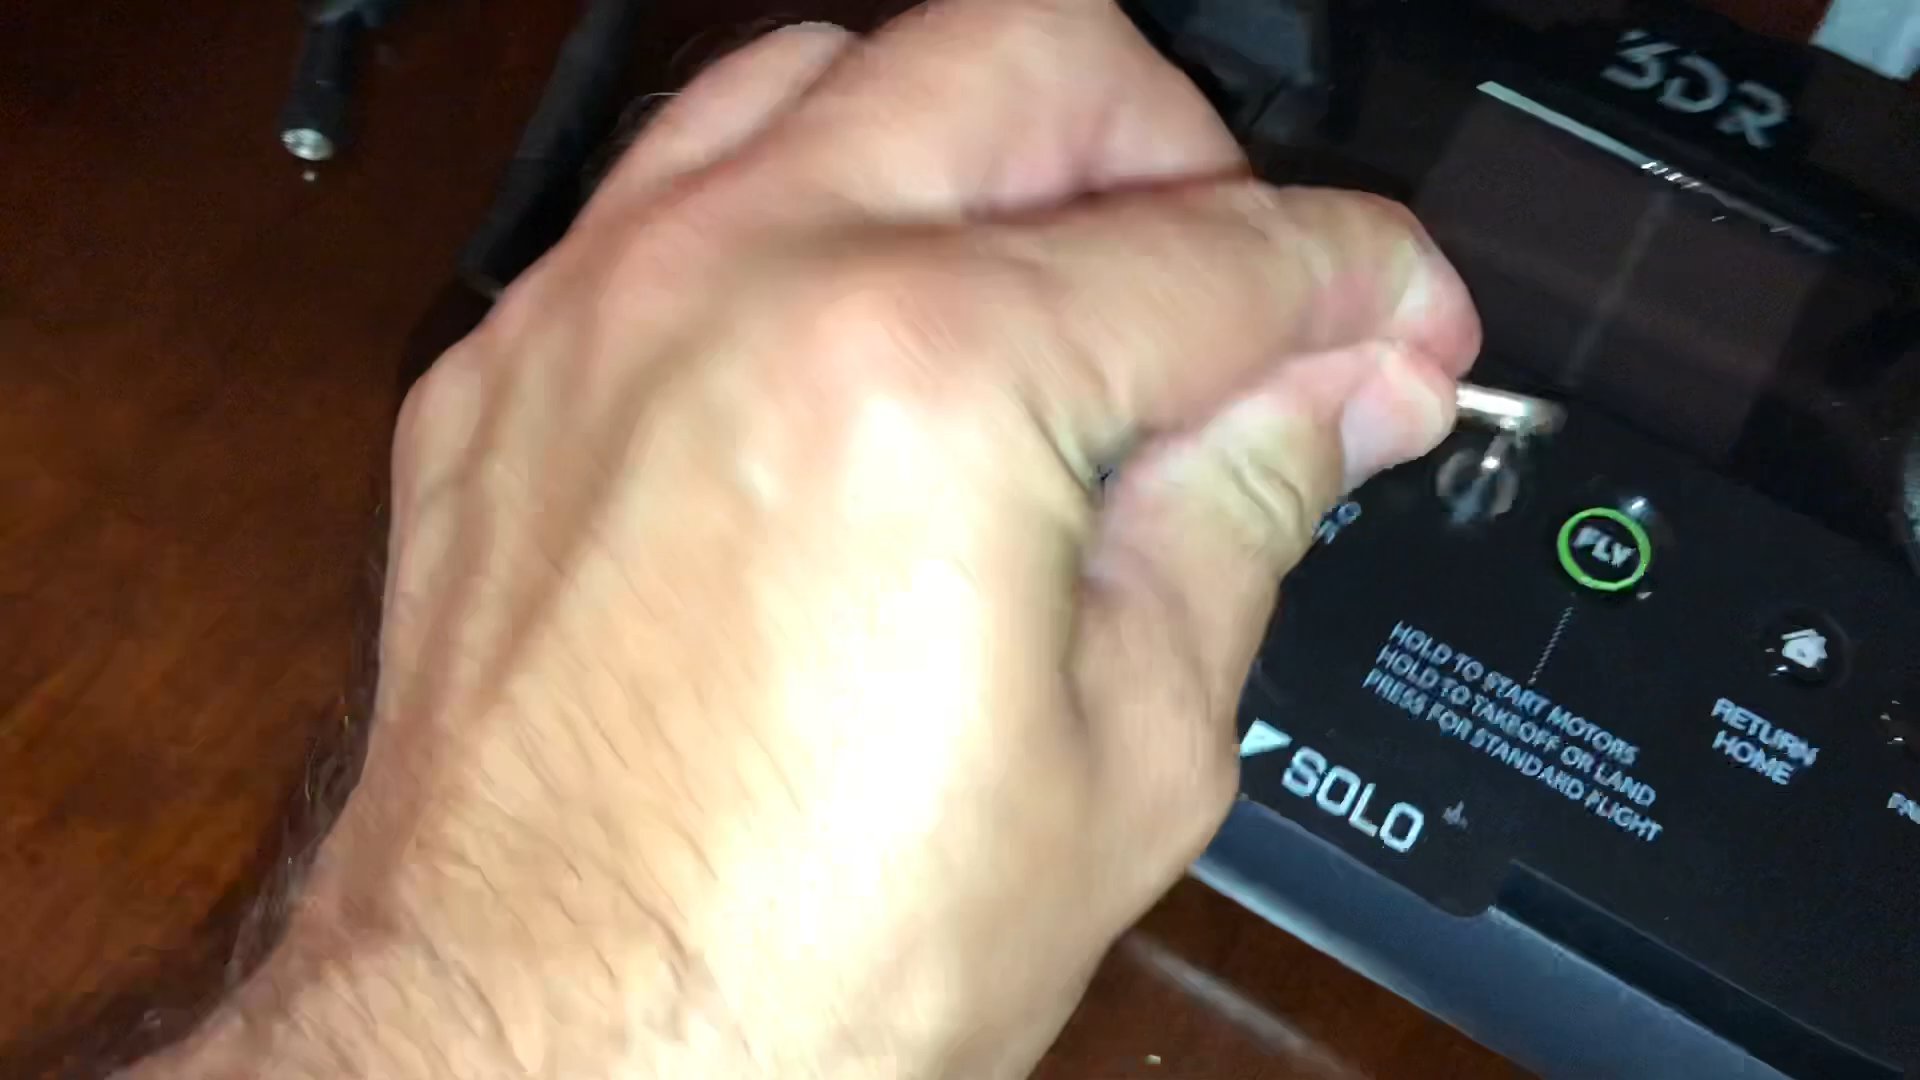 3DR
FLY
HOLD TO START MOTORS
HOLD TO TAKEOFF OR LAND
PRESS FOR STANDARD FLIGHT
RETURN
HOME
SOLO